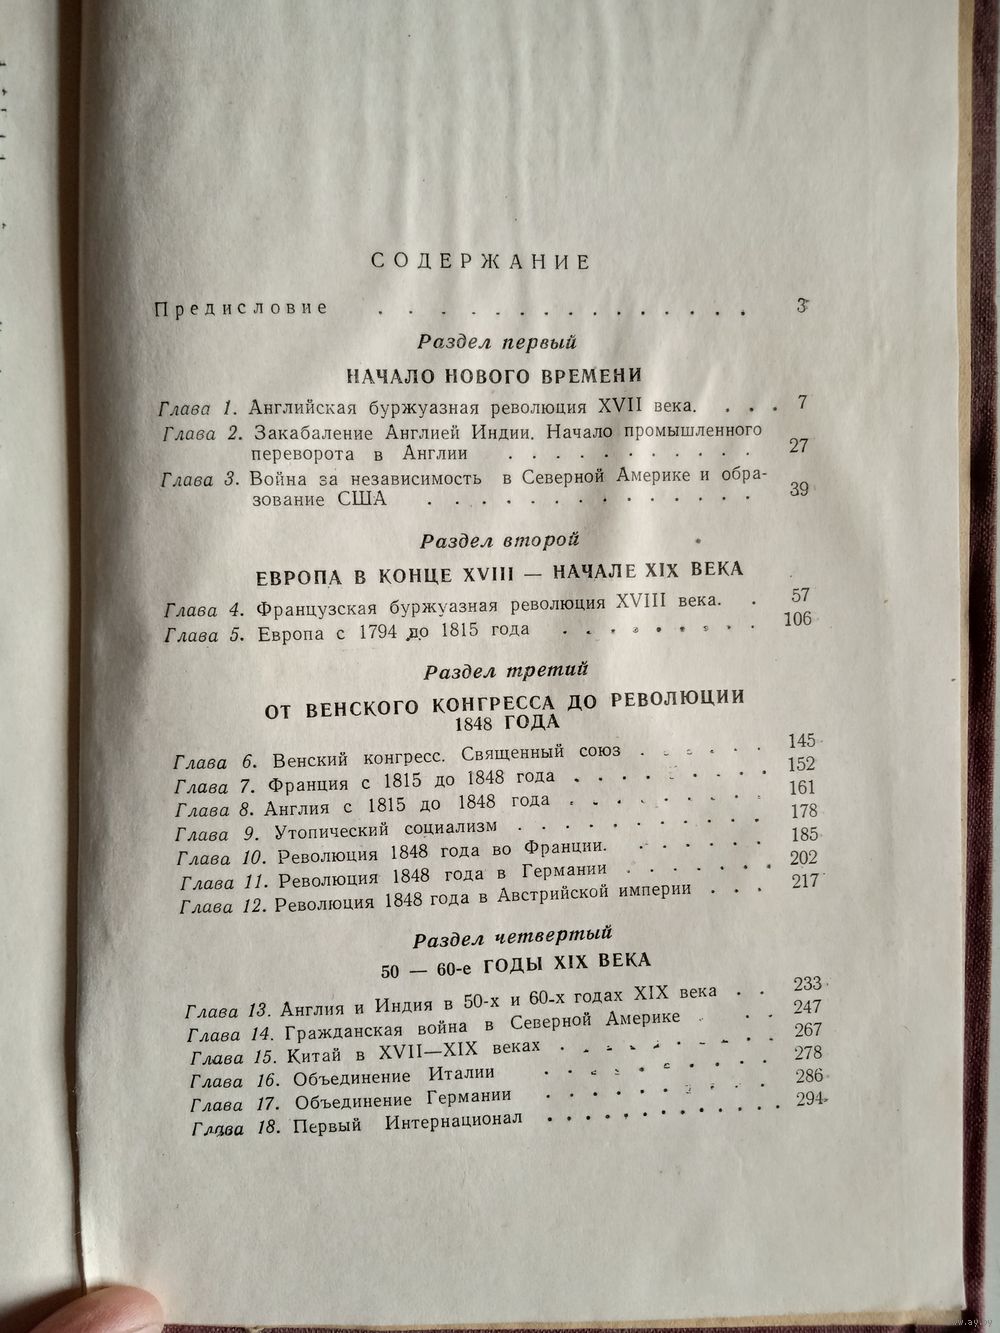 СОДЕРЖАНИЕ
Предисловие . . . . . . . . . . . . . 3
Раздел первый
НАЧАЛО НОВОГО ВРЕМЕНИ
Глава 1. Английская буржуазная революция XVII века. . . . 7
Глава 2. Закабаление Англией Индии. Начало промышленного
переворота в Англии . . . . . . . . . . . 27
Глава 3. Война за независимость в Северной Америке и обра-
зование США . . . . . . . . . . . . . . 39
Раздел второй
ЕВРОПА В КОНЦЕ XVIII — НАЧАЛЕ XIX ВЕКА
Глава 4. Французская буржуазная революция XVIII века. . 57
Глава 5. Европа с 1794 до 1815 года . . . . . . . . . 106
Раздел третий
ОТ ВЕНСКОГО КОНГРЕССА ДО РЕВОЛЮЦИИ
1848 ГОДА
Глава 6. Венский конгресс. Священный союз . . . . . . 145
Глава 7. Франция с 1815 до 1848 года . . . . . . . . . 152
Глава 8. Англия с 1815 до 1848 года . . . . . . . . . 161
Глава 9. Утопический социализм . . . . . . . . . . . 178
Глава 10. Революция 1848 года во Франции. . . . . . . 185
Глава 11. Революция 1848 года в Германии . . . . . . . 202
Глава 12. Революция 1848 года в Австрийской империи . . . 217
Раздел четвертый
50 — 60-е ГОДЫ XIX ВЕКА
Глава 13. Англия и Индия в 50-х и 60-х годах XIX века . . 233
Глава 14. Гражданская война в Северной Америке . . . 247
Глава 15. Китай в XVII—XIX веках . . . . . . . . . . 267
Глава 16. Объединение Италии . . . . . . . . . . 278
Глава 17. Объединение Германии . . . . . . . . . . 286
Глава 18. Первый Интернационал . . . . . . . . . . . 294